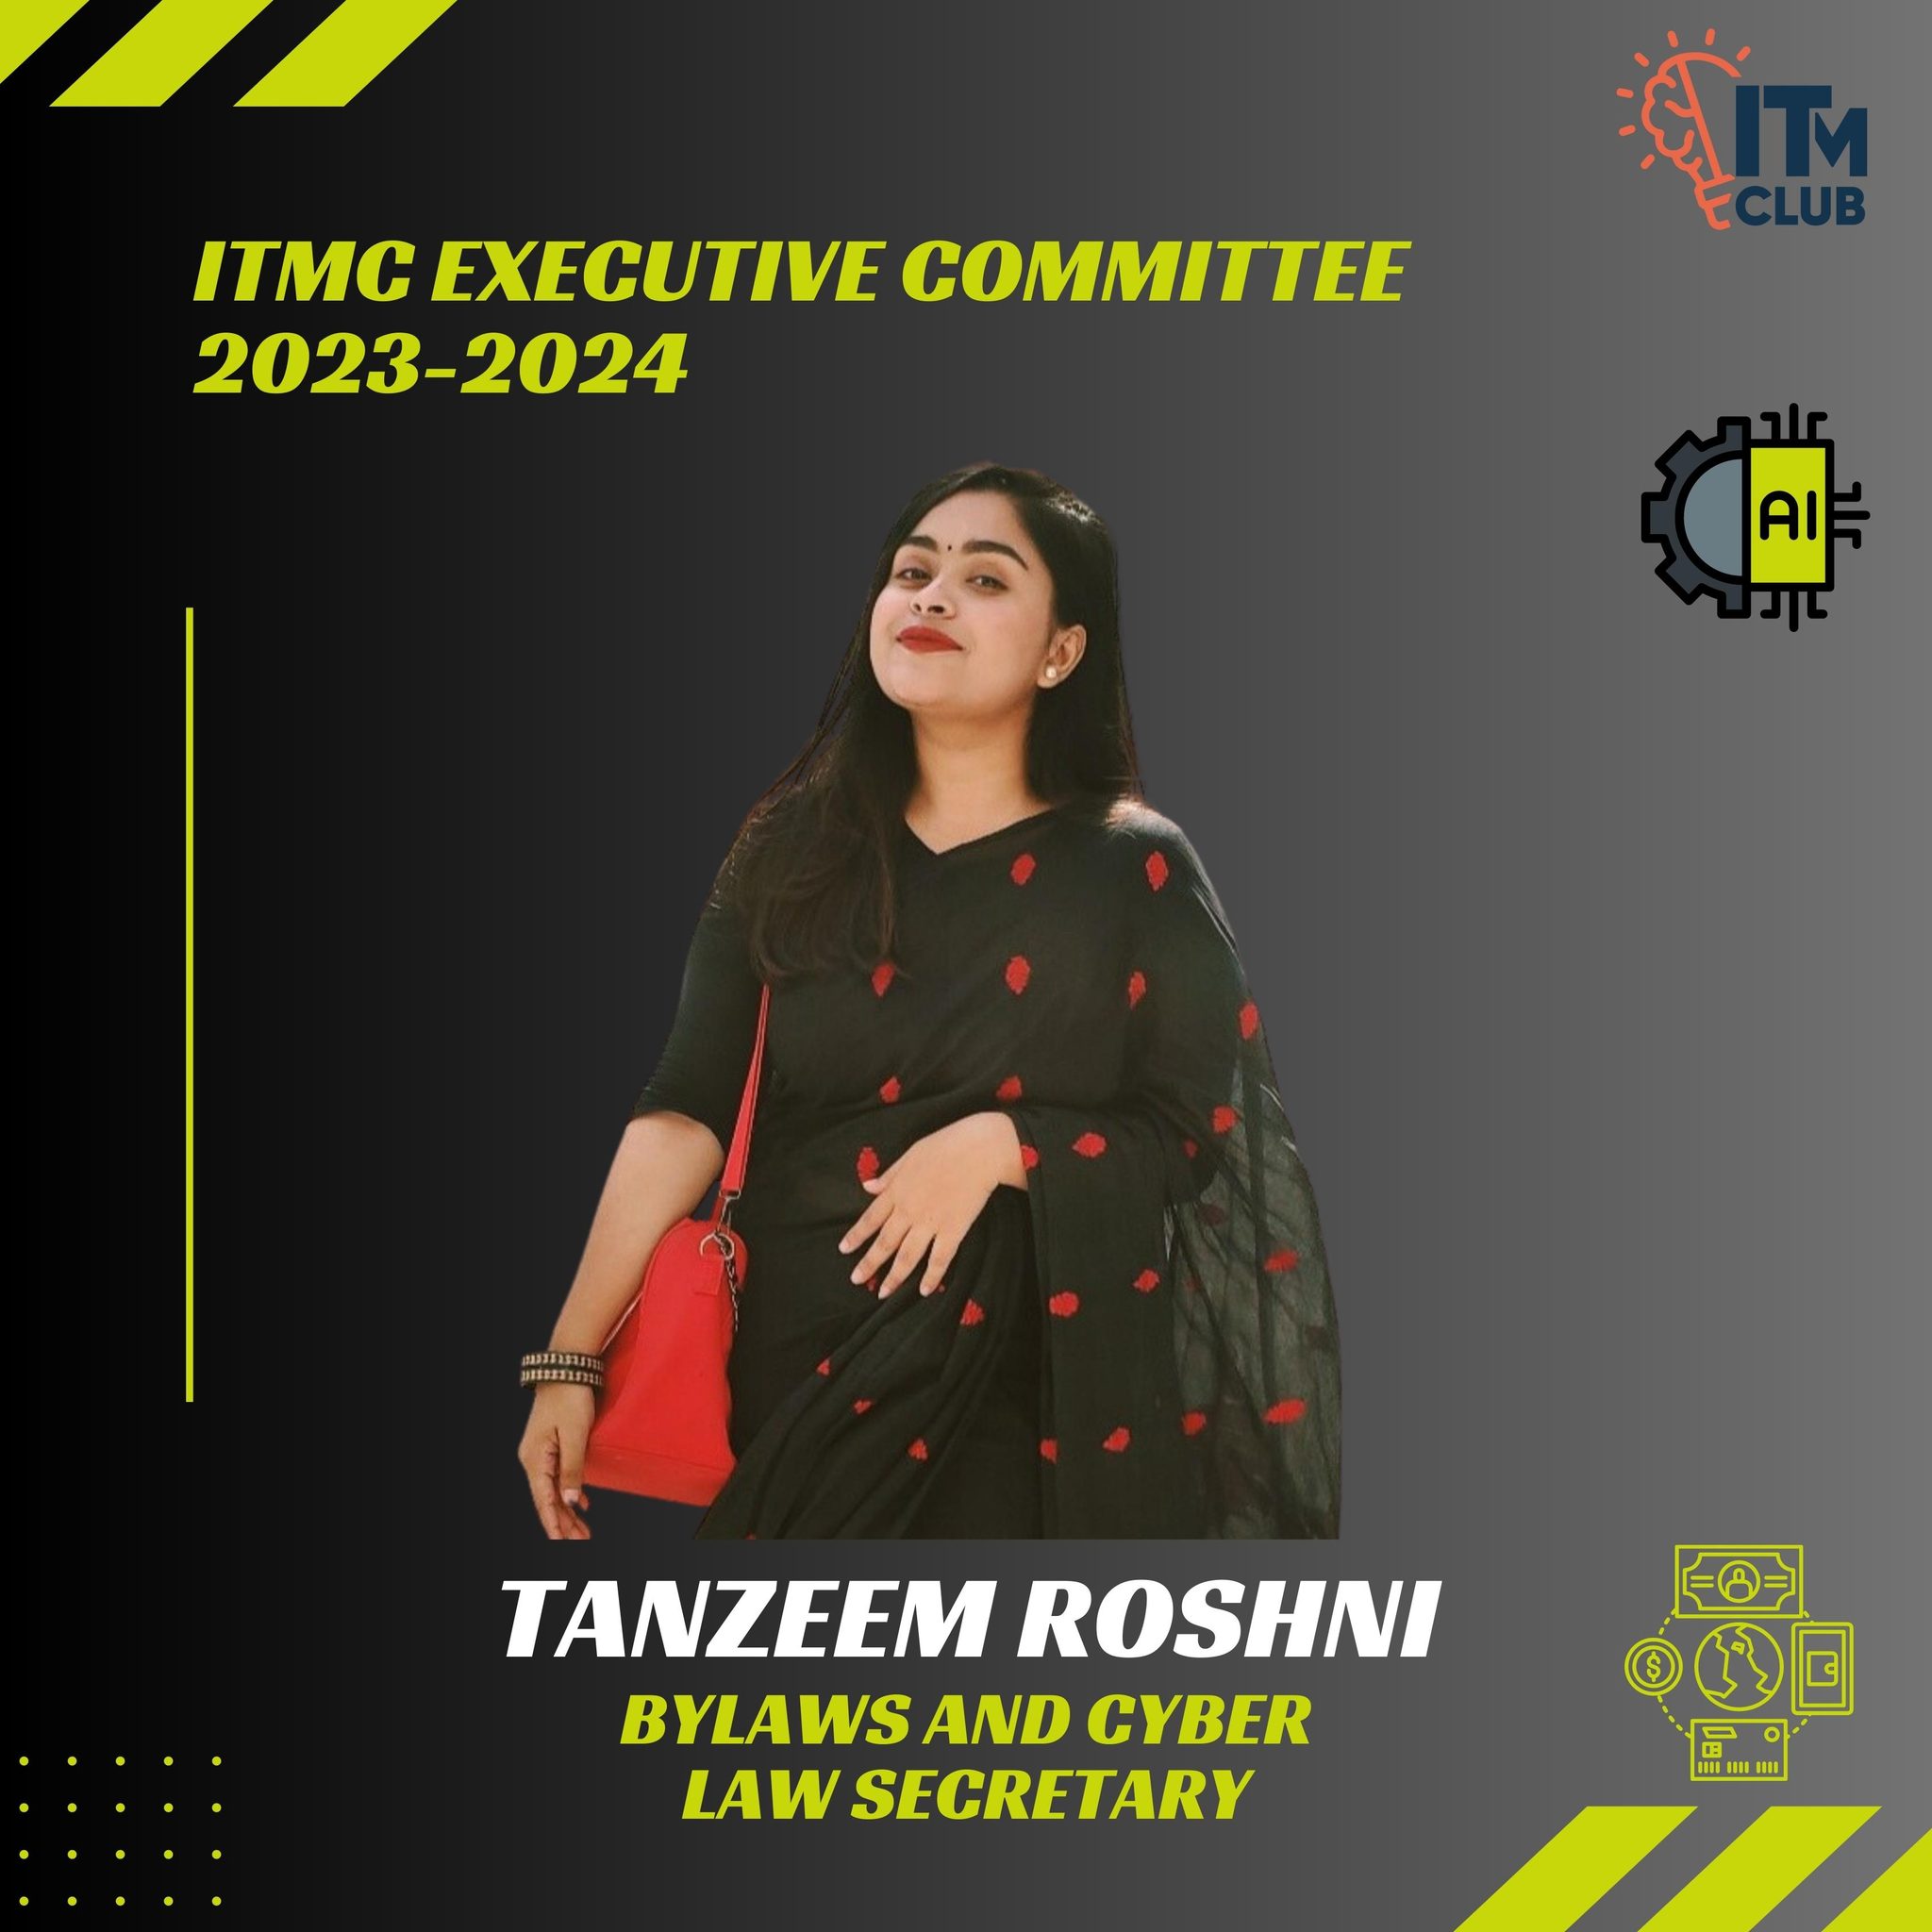 ITM
CLUB
ITMC EXECUTIVE COMMITTEE
2023-2024
AI
$
TANZEEM ROSHNI
BYLAWS AND CYBER
LAW SECRETARY